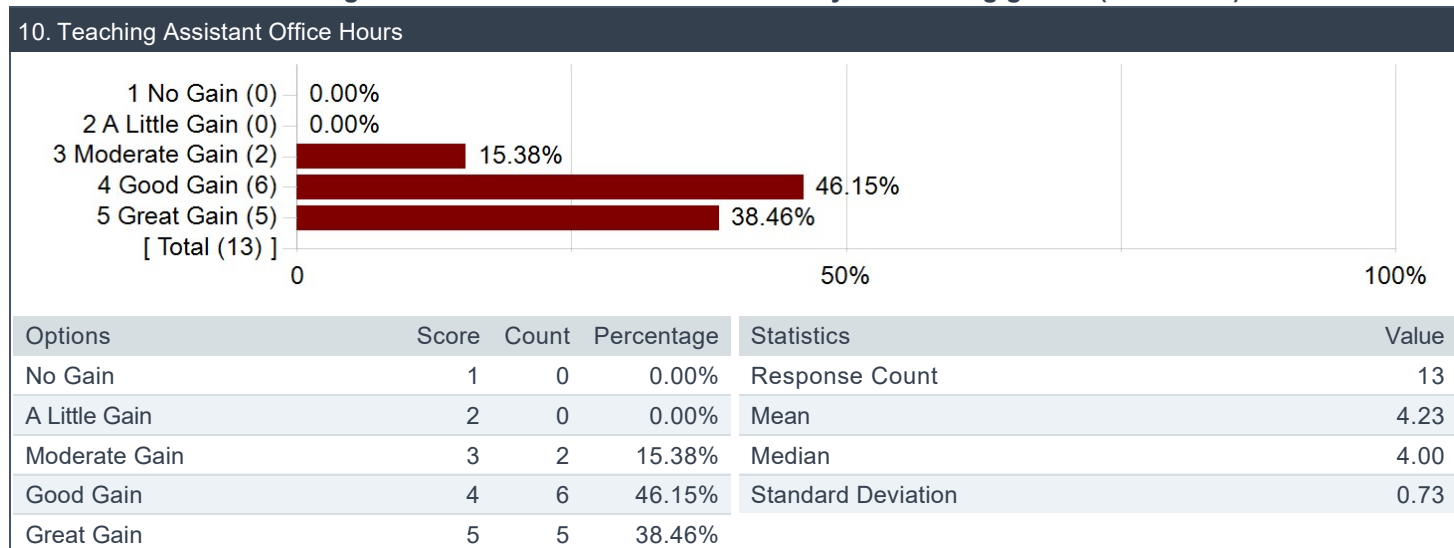 10. Teaching Assistant Office Hours
1 No Gain (0) 0.00%
2 A Little Gain (0) 0.00%
3 Moderate Gain (2) 15.38%
4 Good Gain (6) 46.15%
5 Great Gain (5) 38.46%
[ Total (13) ]
0 50% 100%
Options Score Count Percentage Statistics Value
No Gain 1 0 0.00% Response Count 13
A Little Gain 2 0 0.00% Mean 4.23
Moderate Gain 3 2 15.38% Median 4.00
Good Gain 4 6 46.15% Standard Deviation 0.73
Great Gain 5 5 38.46%